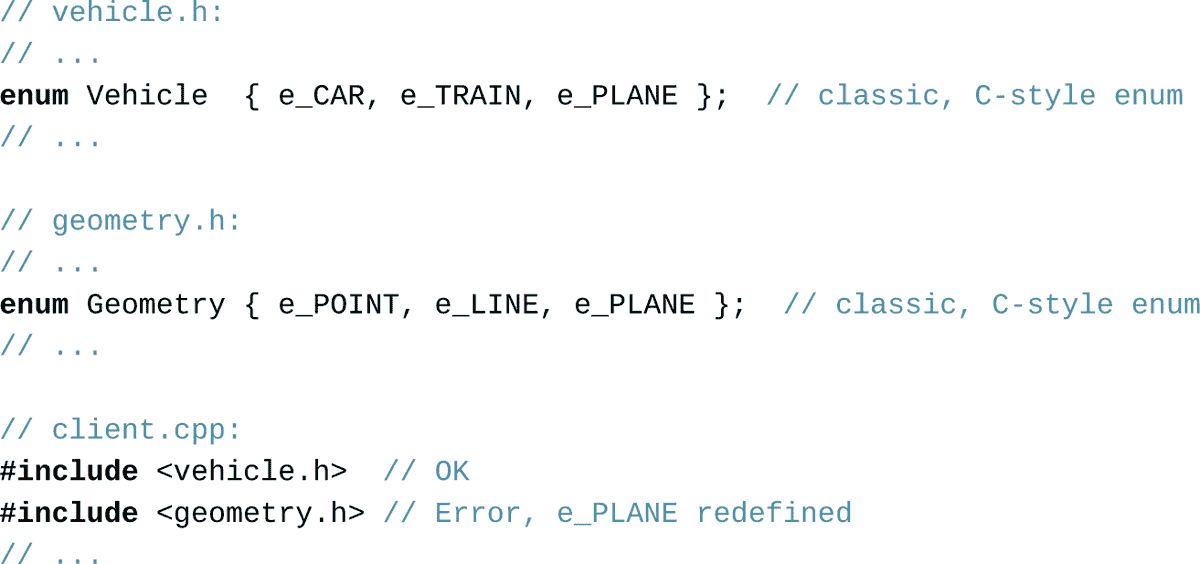 // vehicle.h:
// ...
enum Vehicle  { e_CAR, e_TRAIN, e_PLANE };  // classic, C-style enum
// ...

// geometry.h:
// ...
enum Geometry { e_POINT, e_LINE, e_PLANE };  // classic, C-style enum
// ...

// client.cpp:
#include <vehicle.h>  // OK
#include <geometry.h> // Error, e_PLANE redefined
// ...